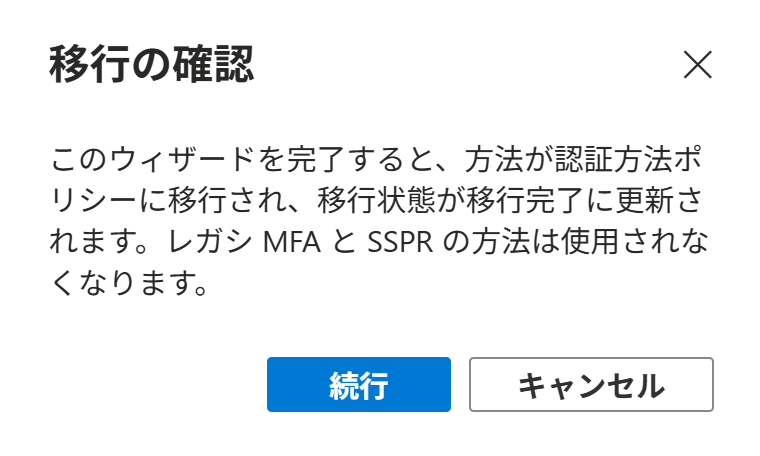 移行の確認
このウィザードを完了すると、方法が認証方法ポ
リシーに移行され、移行状態が移行完了に更新さ
れます。レガシ MFA と SSPR の方法は使用されな
くなります。
続行
キャンセル